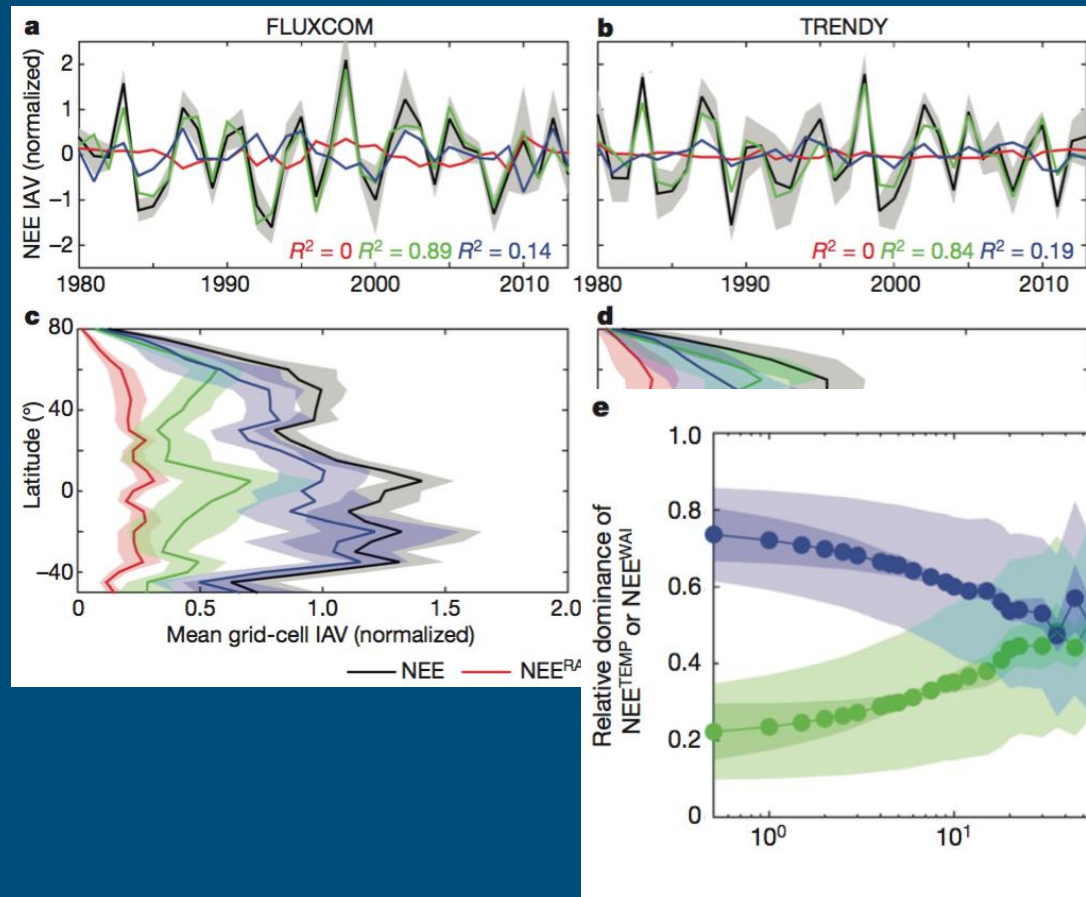 a FLUXCOM
b TRENDY
NEE IAV (normalized)
2
1
0
−1
−2
R² = 0 R² = 0.89 R² = 0.14
R² = 0 R² = 0.84 R² = 0.19
1980 1990 2000 2010
1980 1990 2000 2010
c
d
Latitude (°)
80
40
0
−40
0 0.5 1.0 1.5 2.0
Mean grid-cell IAV (normalized)
NEE NEE^RA
e
Relative dominance of
NEE^TEMP or NEE^WAI
1.0
0.8
0.6
0.4
0.2
0
10⁰ 10¹